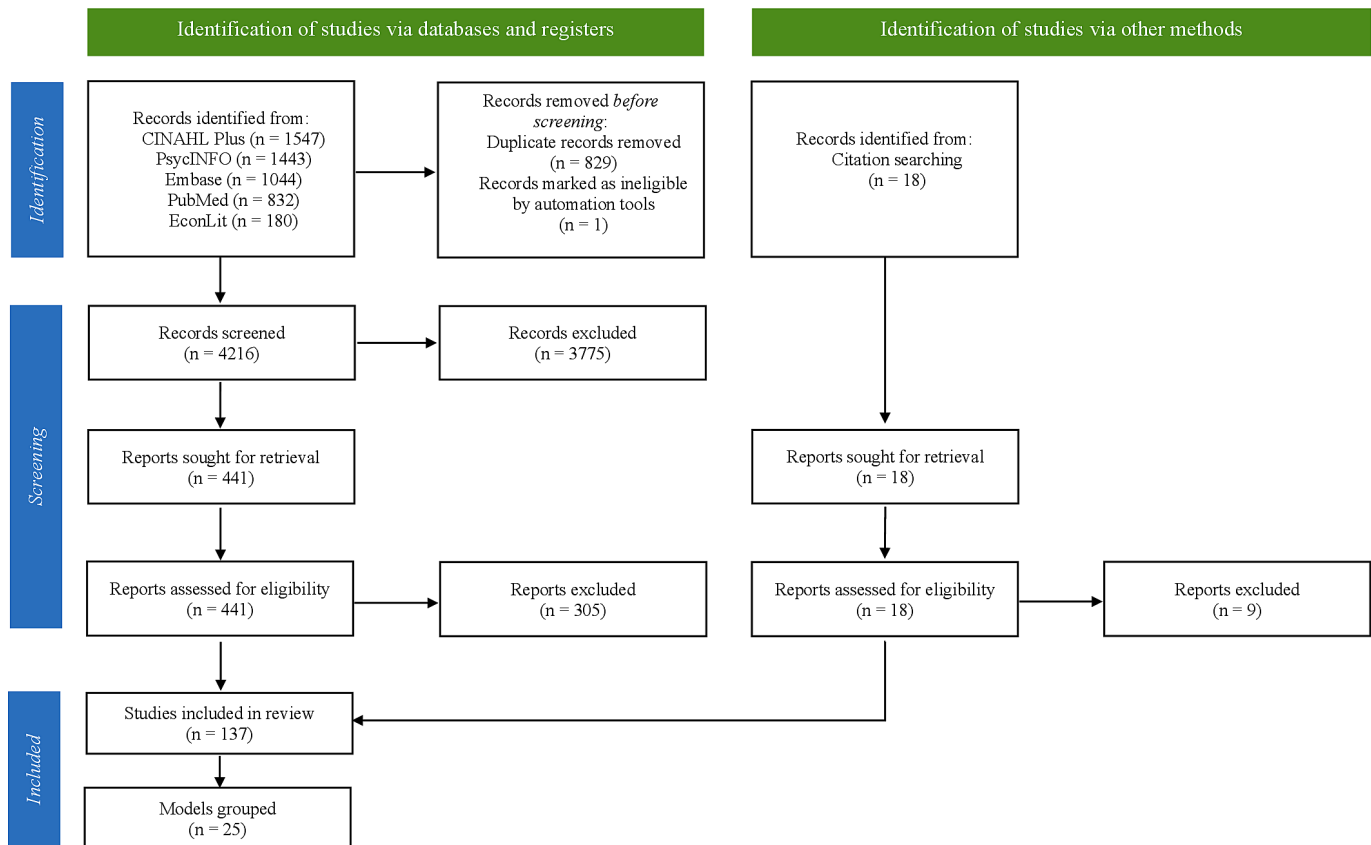 Identification of studies via databases and registers
Identification of studies via other methods
Identification
Records identified from:
CINAHL Plus (n = 1547)
PsycINFO (n = 1443)
Embase (n = 1044)
PubMed (n = 832)
EconLit (n = 180)
Records removed before
screening:
Duplicate records removed
(n = 829)
Records marked as ineligible
by automation tools
(n = 1)
Records identified from:
Citation searching
(n = 18)
Screening
Records screened
(n = 4216)
Records excluded
(n = 3775)
Reports sought for retrieval
(n = 441)
Reports sought for retrieval
(n = 18)
Reports assessed for eligibility
(n = 441)
Reports excluded
(n = 305)
Reports assessed for eligibility
(n = 18)
Reports excluded
(n = 9)
Included
Studies included in review
(n = 137)
Models grouped
(n = 25)